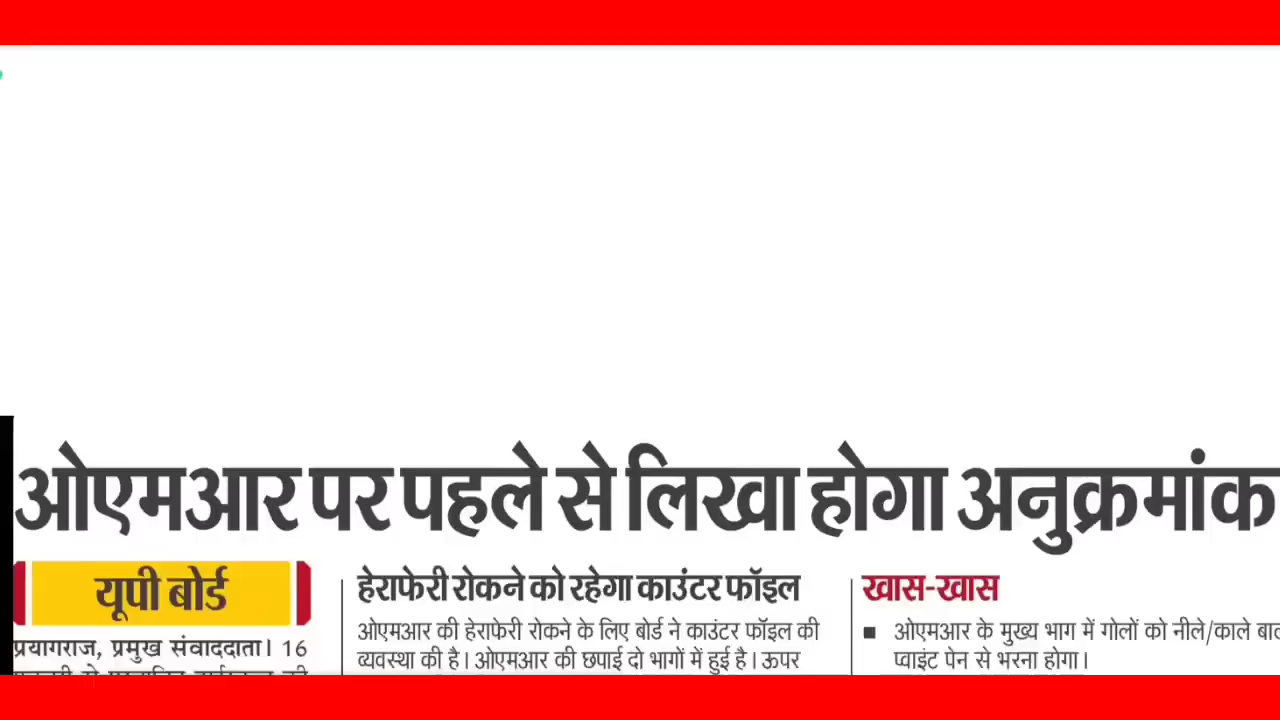 ओएमआर पर पहले से लिखा होगा अनुक्रमांक
यूपी बोर्ड
प्रयागराज, प्रमुख संवाददाता। 16
हेराफेरी रोकने को रहेगा काउंटर फॉइल
ओएमआर की हेराफेरी रोकने के लिए बोर्ड ने काउंटर फॉइल की
व्यवस्था की है। ओएमआर की छपाई दो भागों में हुई है। ऊपर
खास-खास
■ ओएमआर के मुख्य भाग में गोलों को नीले/काले
प्वाइंट पेन से भरना होगा।